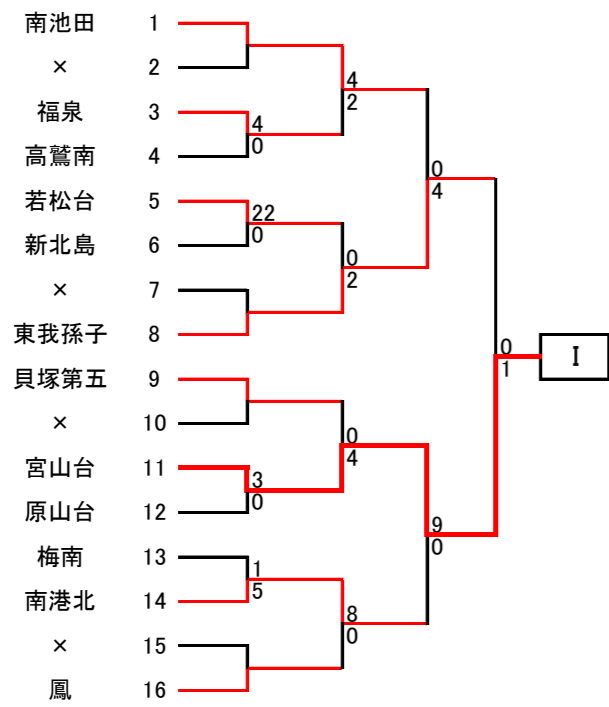 南池田 1
× 2
福泉 3
高鷲南 4
若松台 5
新北島 6
× 7
東我孫子 8
貝塚第五 9
× 10
宮山台 11
原山台 12
梅南 13
南港北 14
× 15
鳳 16
4
0
22
0
3
0
1
5
4
2
0
2
0
4
8
0
0
4
9
0
0
1
I